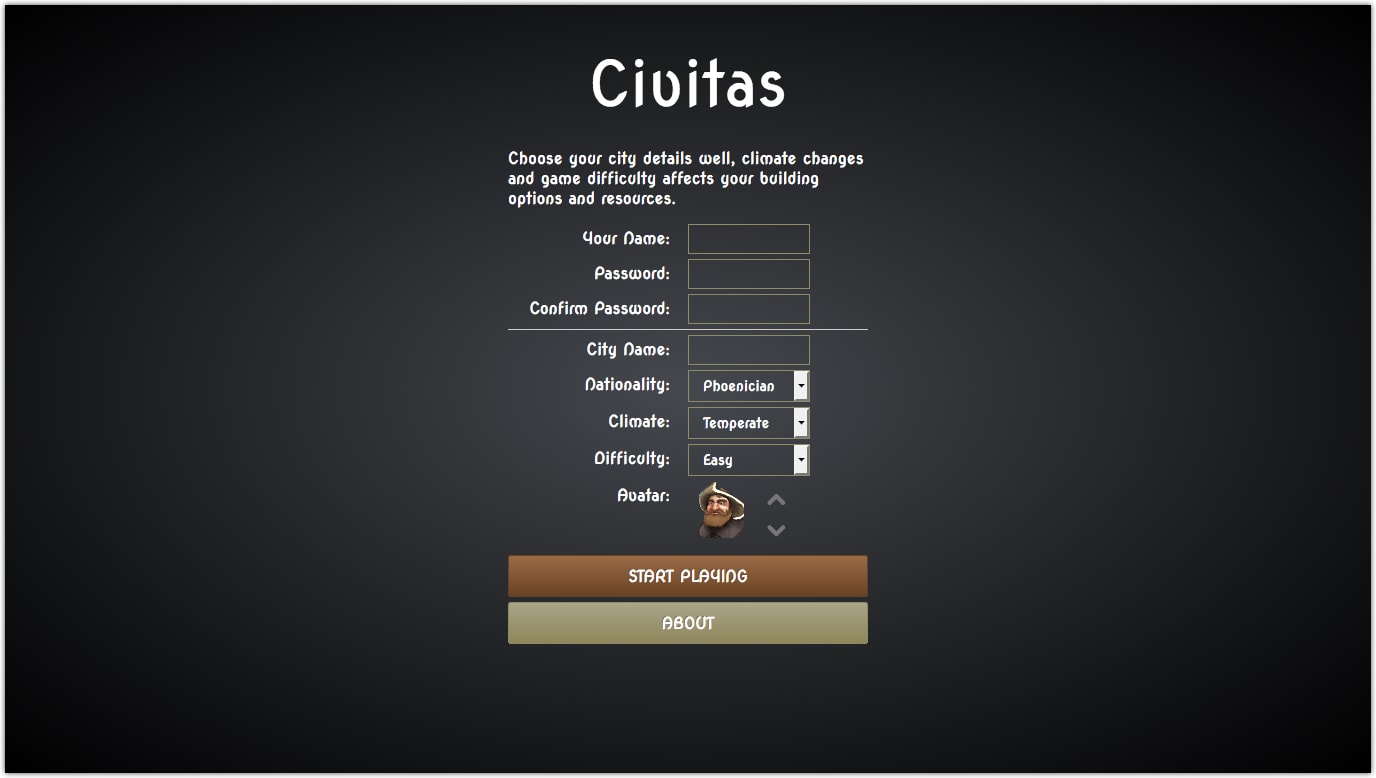 Civitas
Choose your city details well, climate changes
and game difficulty affects your building
options and resources.
Your Name:
Password:
Confirm Password:
City Name:
Nationality: Phoenician
Climate: Temperate
Difficulty: Easy
Avatar:
START PLAYING
ABOUT